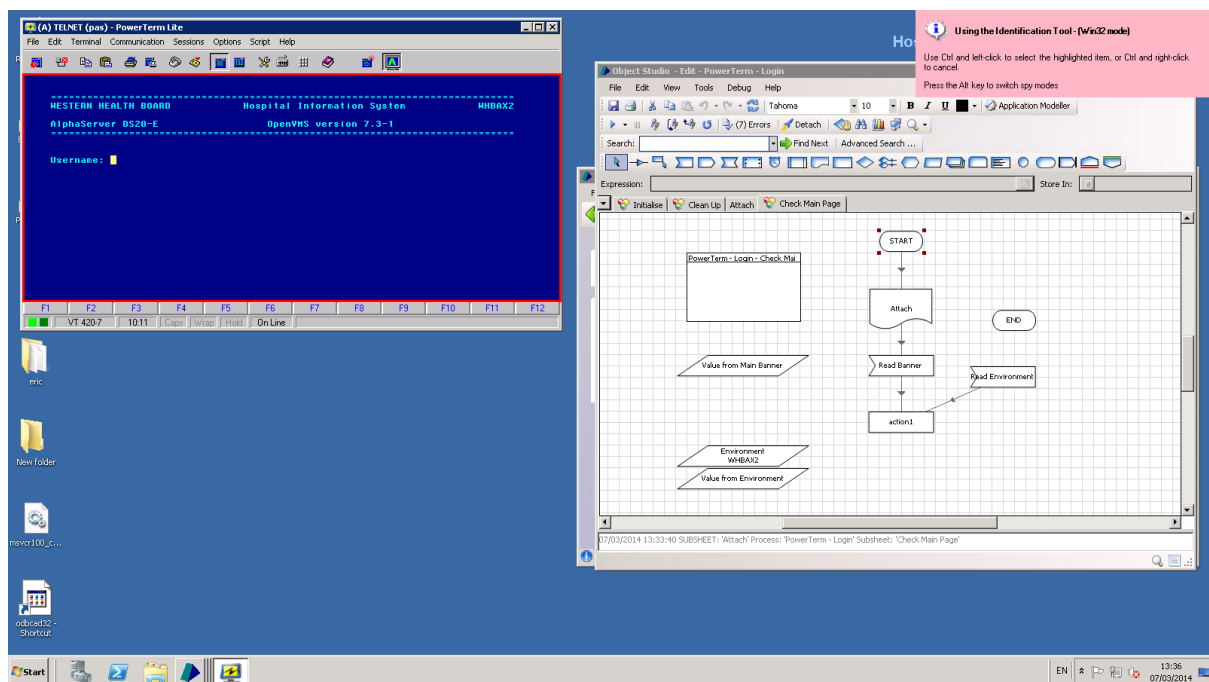 (A) TELNET (pas) - PowerTerm Lite
File Edit Terminal Communication Sessions Options Script Help
WESTERN HEALTH BOARD Hospital Information System WHBAX2
AlphaServer DS20-E OpenVMS version 7.3-1
Username:
F1 F2 F3 F4 F5 F6 F7 F8 F9 F10 F11 F12
VT 420-7 10:11 Caps Wrap Hold On Line
eric
New folder
msvcr100_c...
odbcad32 -
Shortcut
Using the Identification Tool - (Win32 mode)
Use Ctrl and left-click to select the highlighted item, or Ctrl and right-click
to cancel.
Press the Alt key to switch spy modes
Object Studio - Edit - PowerTerm - Login
File Edit View Tools Debug Help
Tahoma 10 B I U Application Modeller
(7) Errors Detach
Search: Find Next Advanced Search ...
Expression: Store In:
Initialise Clean Up Attach Check Main Page
START
PowerTerm - Login - Check Mai
Attach
END
Value from Main Banner
Read Banner
Read Environment
action1
Environment
WHBAX2
Value from Environment
07/03/2014 13:33:40 SUBSHEET: 'Attach' Process: 'PowerTerm - Login' Subsheet: 'Check Main Page'
Start
EN
13:36
07/03/2014